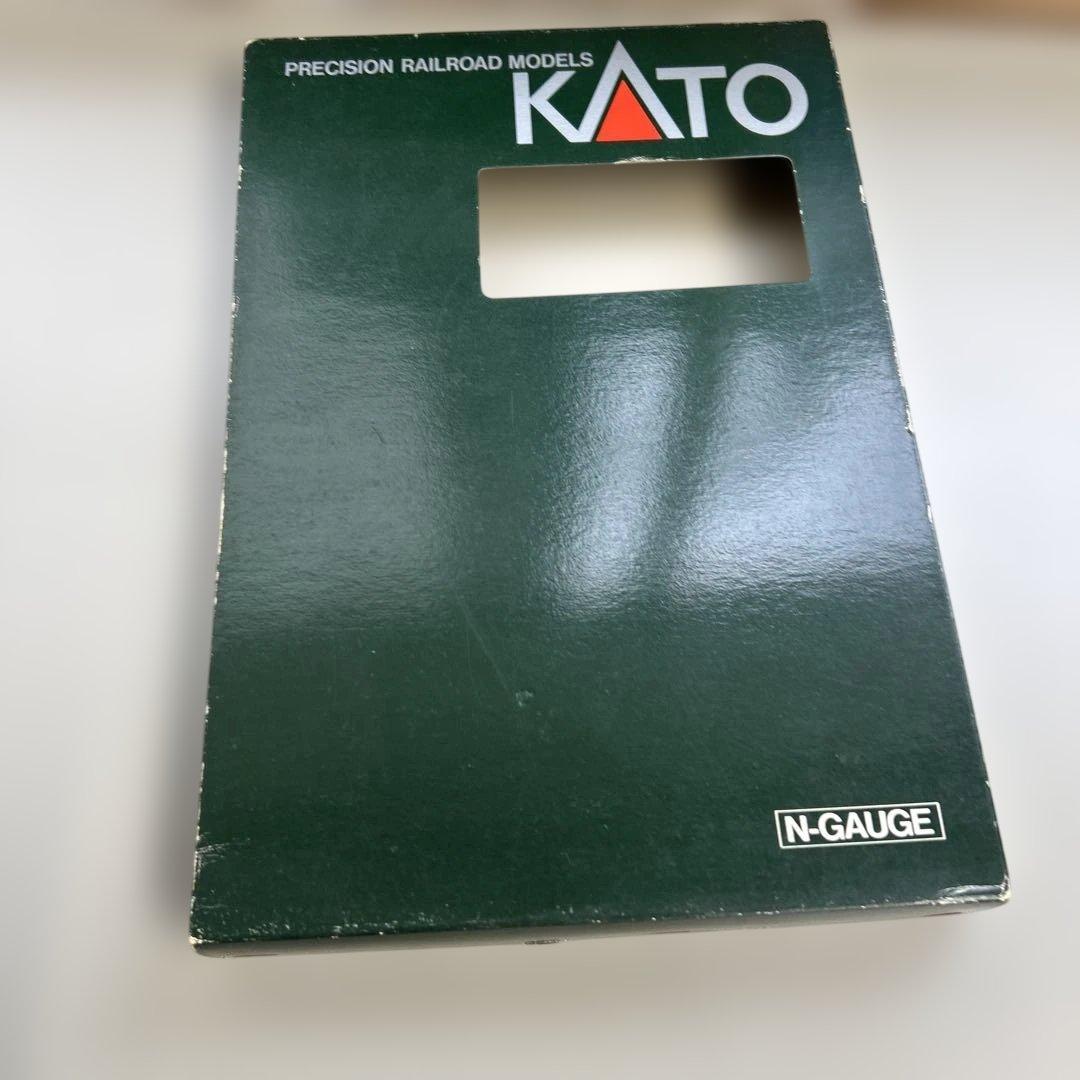 PRECISION RAILROAD MODELS
KATO
N-GAUGE